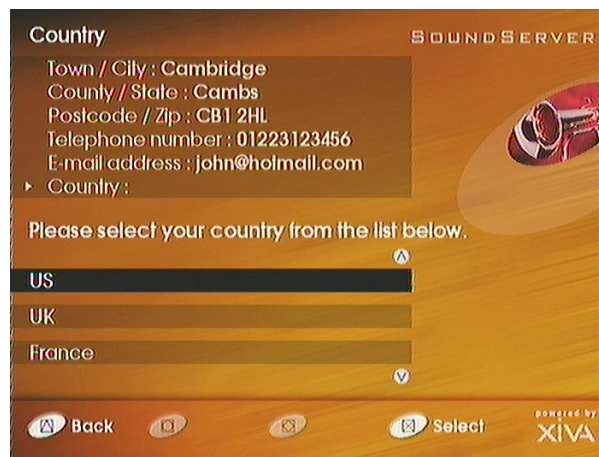 Country
SOUNDSERVER
Town / City : Cambridge
County / State : Cambs
Postcode / Zip : CB1 2HL
Telephone number : 01223123456
E-mail address : john@hotmail.com
Country :
Please select your country from the list below.
US
UK
France
Back
Select
powered by
XIVA